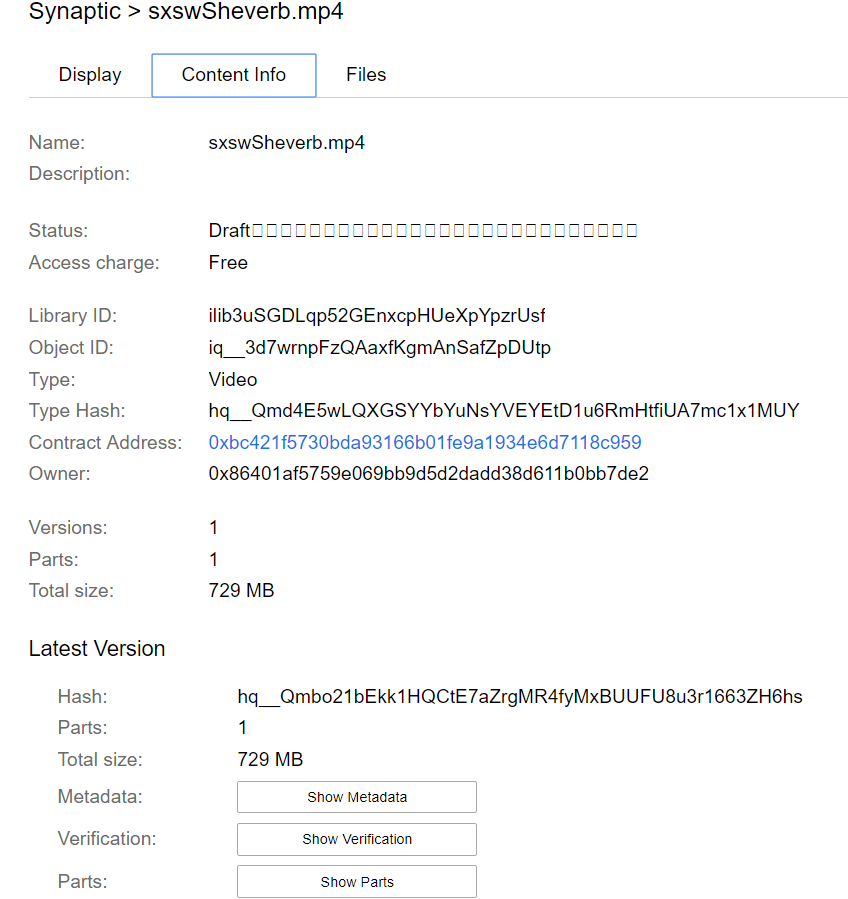 Synaptic > sxswSheverb.mp4
Display Content Info Files
Name: sxswSheverb.mp4
Description:
Status: Draft
Access charge: Free
Library ID: ilib3uSGDLqp52GEnxcpHUeXpYpzrUsf
Object ID: iq__3d7wrnpFzQAaxfKgmAnSafZpDUtp
Type: Video
Type Hash: hq__Qmd4E5wLQXGSYYbYuNsYVEYEtD1u6RmHtfiUA7mc1x1MUY
Contract Address: 0xbc421f5730bda93166b01fe9a1934e6d7118c959
Owner: 0x86401af5759e069bb9d5d2dadd38d611b0bb7de2
Versions: 1
Parts: 1
Total size: 729 MB
Latest Version
Hash: hq__Qmbo21bEkk1HQCtE7aZrgMR4fyMxBUUFU8u3r1663ZH6hs
Parts: 1
Total size: 729 MB
Metadata: Show Metadata
Verification: Show Verification
Parts: Show Parts